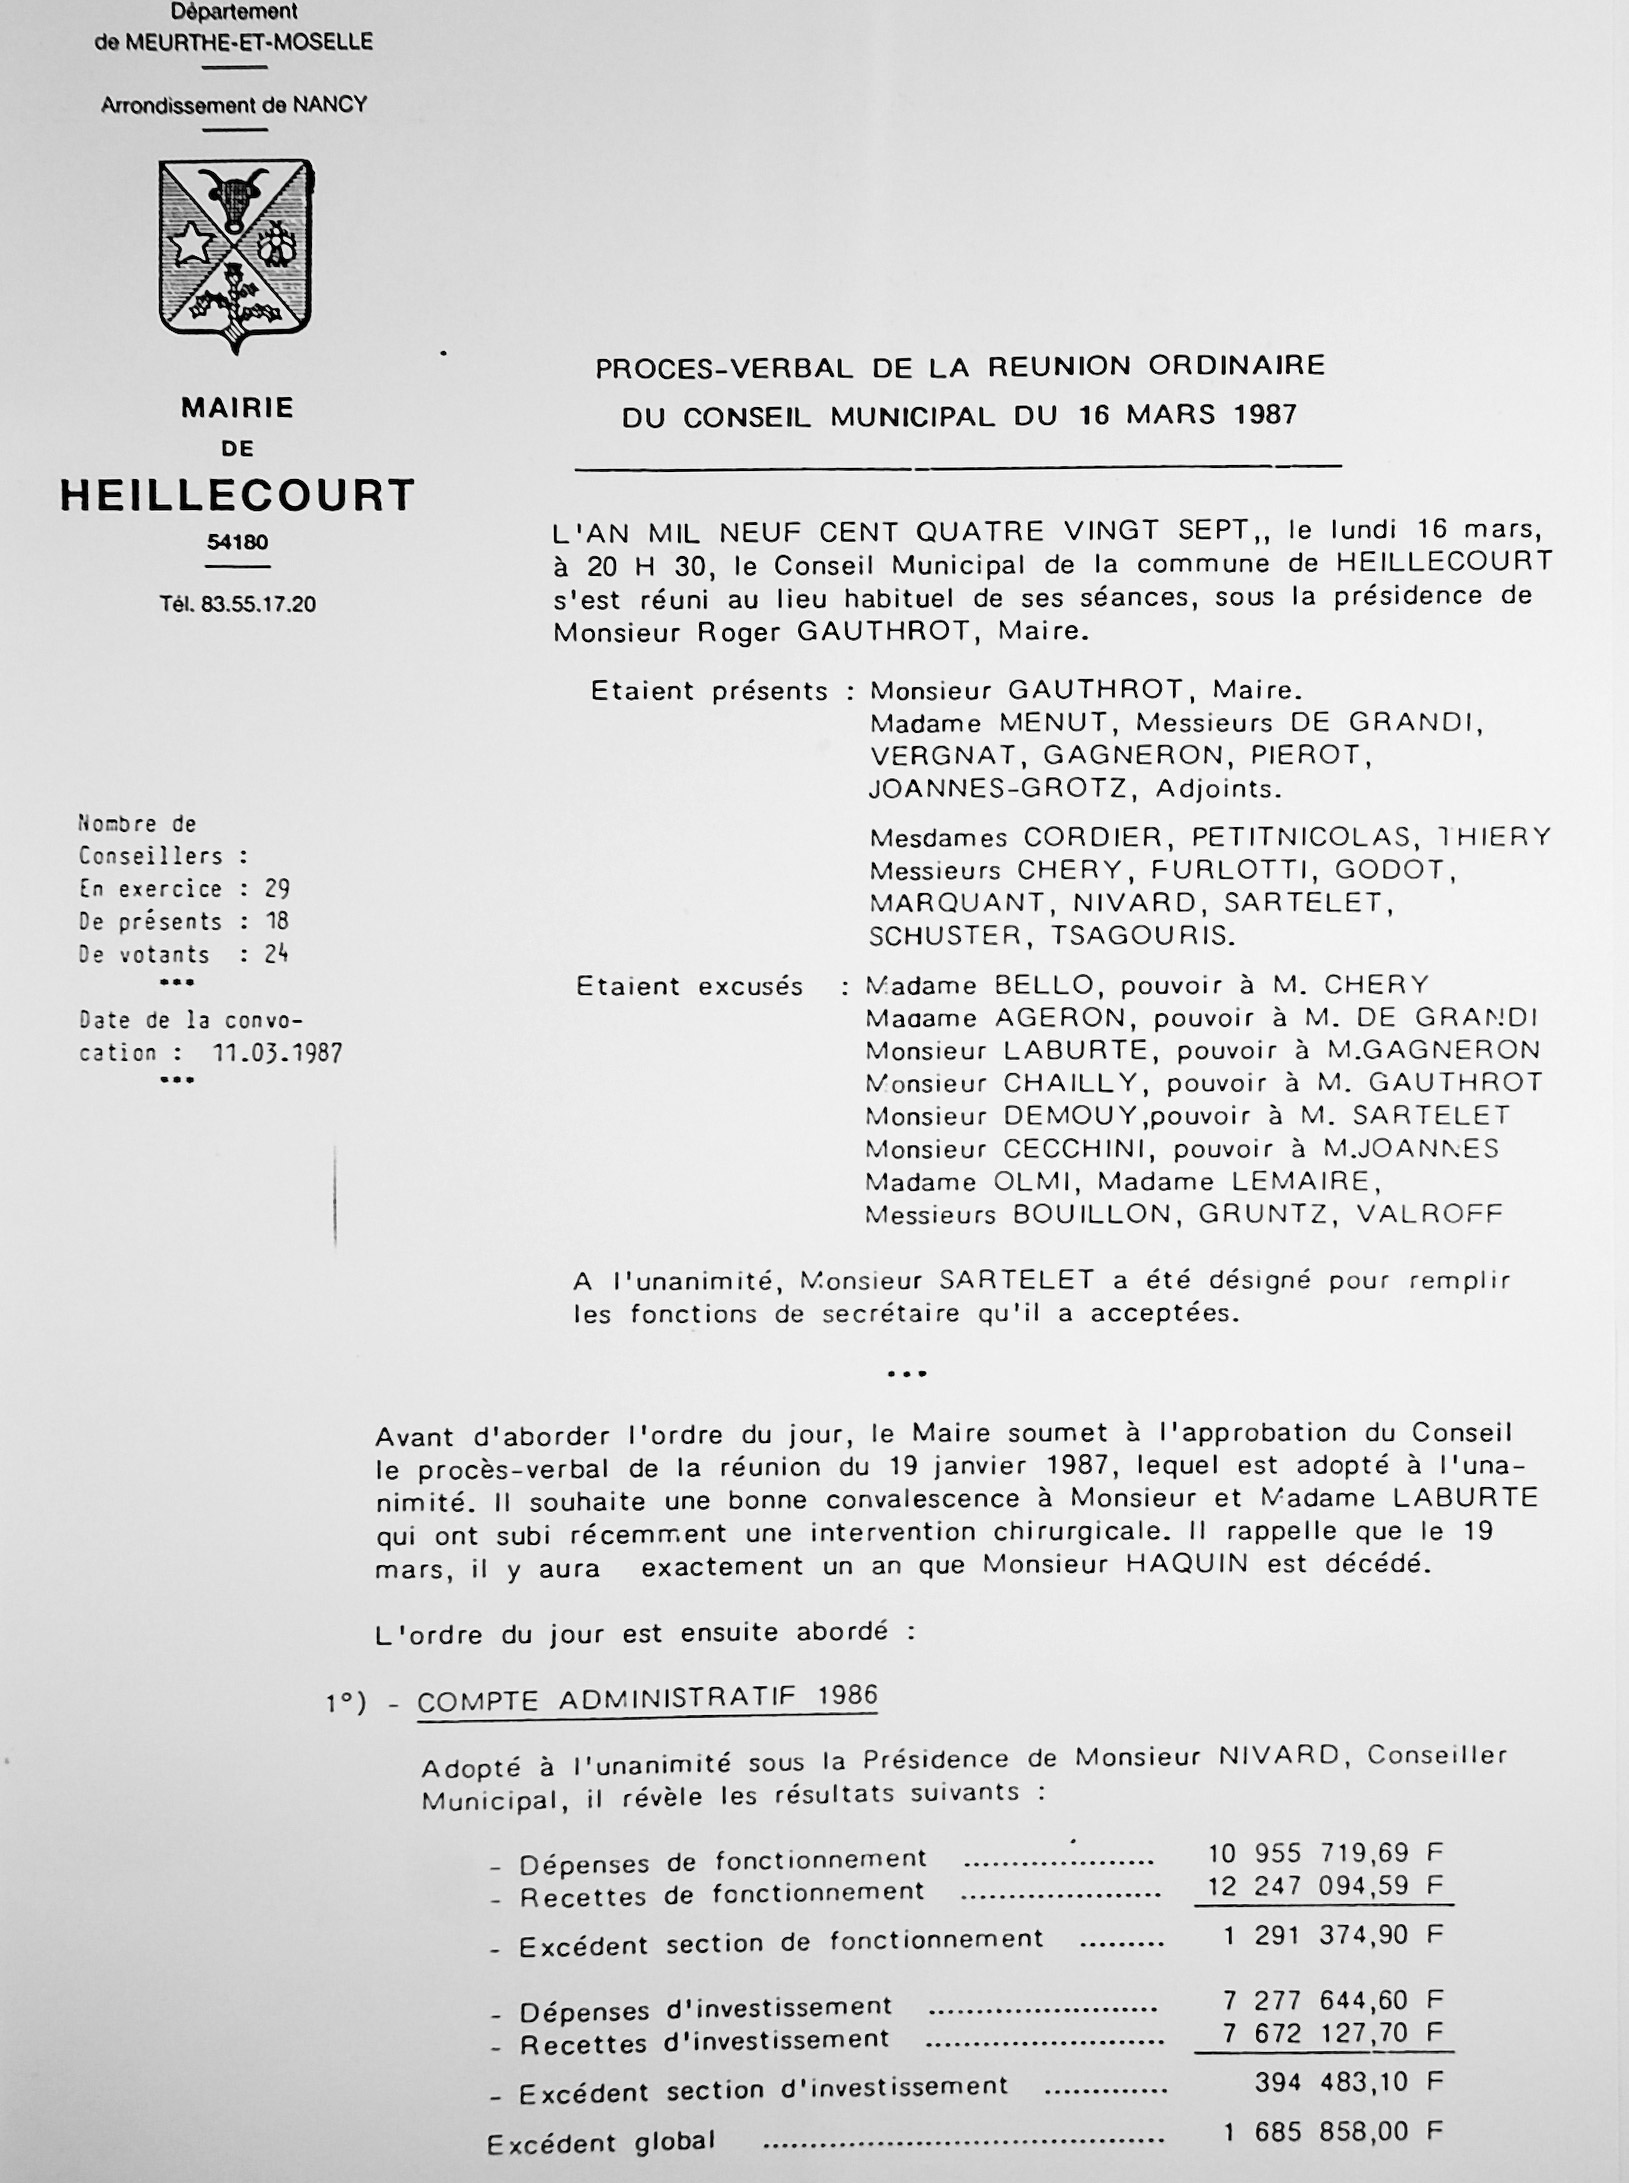 Département
de MEURTHE-ET-MOSELLE
Arrondissement de NANCY
MAIRIE
DE
HEILLECOURT
54180
Tél. 83.55.17.20
PROCES-VERBAL DE LA REUNION ORDINAIRE
DU CONSEIL MUNICIPAL DU 16 MARS 1987
L'AN MIL NEUF CENT QUATRE VINGT SEPT,, le lundi 16 mars,
à 20 H 30, le Conseil Municipal de la commune de HEILLECOURT
s'est réuni au lieu habituel de ses séances, sous la présidence de
Monsieur Roger GAUTHROT, Maire.
Etaient présents : Monsieur GAUTHROT, Maire.
Madame MENUT, Messieurs DE GRANDI,
VERGNAT, GAGNERON, PIEROT,
JOANNES-GROTZ, Adjoints.
Mesdames CORDIER, PETITNICOLAS, THIERY
Messieurs CHERY, FURLOTTI, GODOT,
MARQUANT, NIVARD, SARTELET,
SCHUSTER, TSAGOURIS.
Nombre de
Conseillers :
En exercice : 29
De présents : 18
De votants : 24
•••
Date de la convo-
cation : 11.03.1987
•••
Etaient excusés : Madame BELLO, pouvoir à M. CHERY
Madame AGERON, pouvoir à M. DE GRANDI
Monsieur LABURTE, pouvoir à M.GAGNERON
Monsieur CHAILLY, pouvoir à M. GAUTHROT
Monsieur DEMOUY,pouvoir à M. SARTELET
Monsieur CECCHINI, pouvoir à M.JOANNES
Madame OLMI, Madame LEMAIRE,
Messieurs BOUILLON, GRUNTZ, VALROFF
A l'unanimité, Monsieur SARTELET a été désigné pour remplir
les fonctions de secrétaire qu'il a acceptées.
•••
Avant d'aborder l'ordre du jour, le Maire soumet à l'approbation du Conseil
le procès-verbal de la réunion du 19 janvier 1987, lequel est adopté à l'una-
nimité. Il souhaite une bonne convalescence à Monsieur et Madame LABURTE
qui ont subi récemment une intervention chirurgicale. Il rappelle que le 19
mars, il y aura exactement un an que Monsieur HAQUIN est décédé.
L'ordre du jour est ensuite abordé :
1°) - COMPTE ADMINISTRATIF 1986
Adopté à l'unanimité sous la Présidence de Monsieur NIVARD, Conseiller
Municipal, il révèle les résultats suivants :
- Dépenses de fonctionnement ..................... 10 955 719,69 F
- Recettes de fonctionnement ...................... 12 247 094,59 F
- Excédent section de fonctionnement ......... 1 291 374,90 F
- Dépenses d'investissement ......................... 7 277 644,60 F
- Recettes d'investissement .......................... 7 672 127,70 F
- Excédent section d'investissement ............. 394 483,10 F
Excédent global ........................................... 1 685 858,00 F